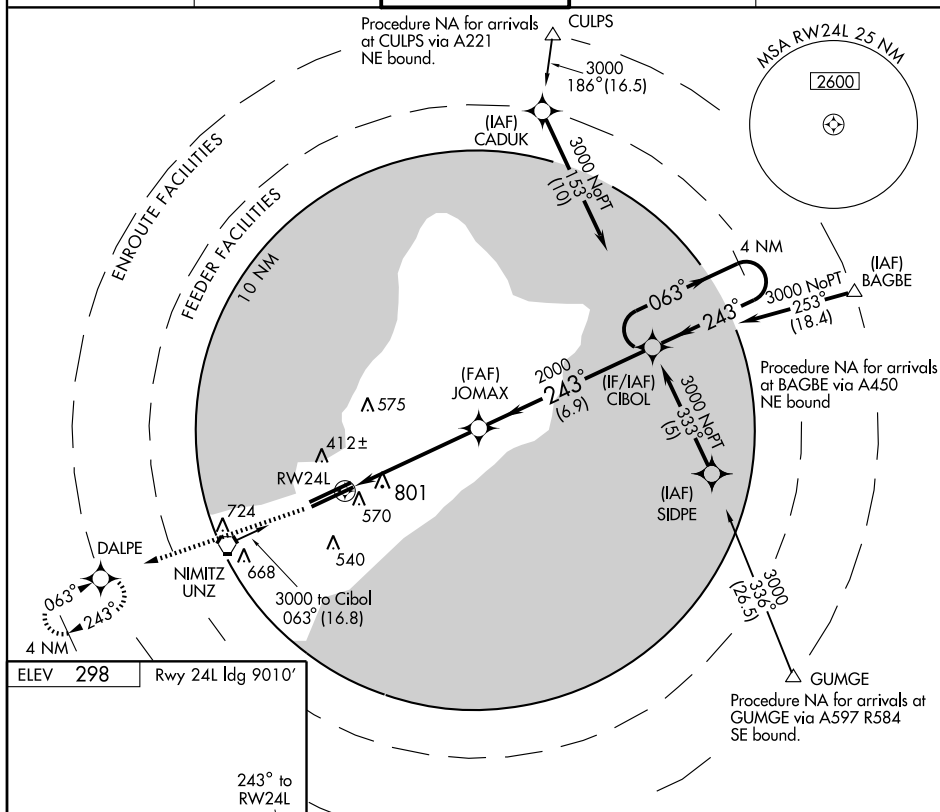 Procedure NA for arrivals
at CULPS via A221
NE bound.
CULPS
3000
186° (16.5)
MSA RW24L 25 NM
2600
(IAF)
CADUK
3000 NoPT
153°
(10)
ENROUTE FACILITIES
FEEDER FACILITIES
10 NM
4 NM
(IAF)
BAGBE
3000 NoPT
253°
(18.4)
063°
243°
Procedure NA for arrivals
at BAGBE via A450
NE bound
(FAF)
JOMAX
2000
243°
(6.9)
(IF/IAF)
CIBOL
3000 NoPT
333°
(5)
575
412±
RW24L
801
570
(IAF)
SIDPE
724
540
DALPE
NIMITZ
UNZ
668
063°
243°
4 NM
3000 to Cibol
063° (16.8)
3000
336°
(26.5)
GUMGE
Procedure NA for arrivals at
GUMGE via A597 R584
SE bound.
ELEV 298
Rwy 24L ldg 9010'
243° to
RW24L